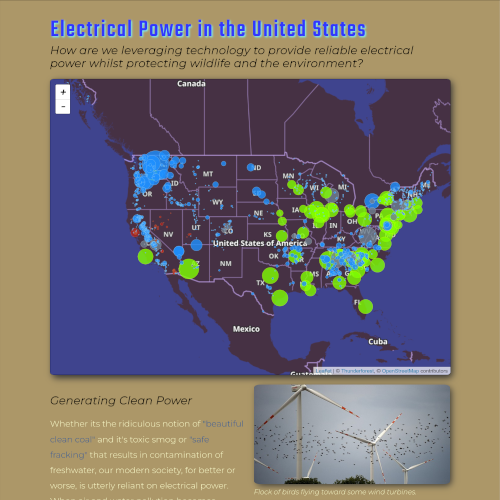 Electrical Power in the United States
How are we leveraging technology to provide reliable electrical
power whilst protecting wildlife and the environment?
Canada
+
-
ND
MT
MN
OR
ID
WI
MI
ME
WY
IA
NE
OH
IN
NV
UT
CO
KS
KY
United States of America
OK
AR
AZ
NM
MS
TX
FL
Mexico
Cuba
Leaflet | © Thunderforest, © OpenStreetMap contributors
Generating Clean Power
Whether its the ridiculous notion of "beautiful
clean coal" and it's toxic smog or "safe
fracking" that results in contamination of
freshwater, our modern society, for better or
worse, is utterly reliant on electrical power.
Flock of birds flying toward some wind turbines.